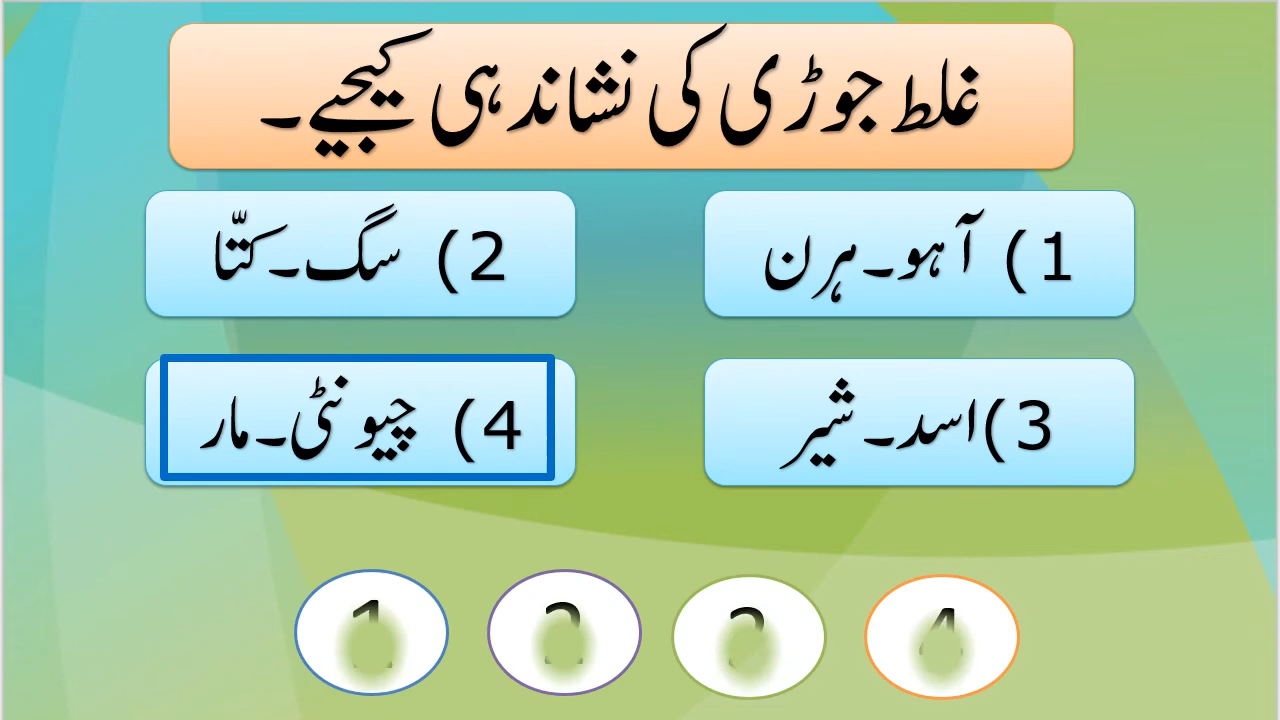 غلط جوڑی کی نشاندہی کیجیے۔
1) آہو۔ہرن
2) سگ۔کتّا
3)اسد۔شیر
4) چیونٹی۔مار